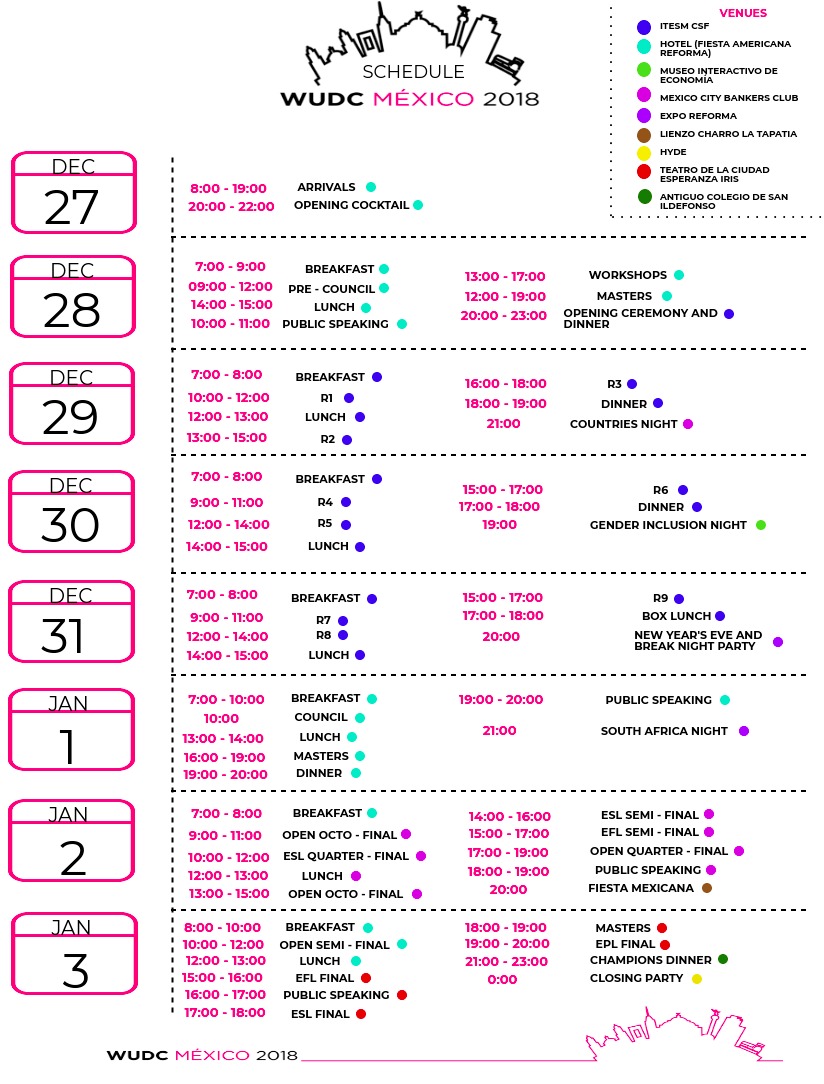 SCHEDULE
WUDC MÉXICO 2018
VENUES
ITESM CSF
HOTEL (FIESTA AMERICANA
REFORMA)
MUSEO INTERACTIVO DE
ECONOMÍA
MEXICO CITY BANKERS CLUB
EXPO REFORMA
LIENZO CHARRO LA TAPATIA
HYDE
TEATRO DE LA CIUDAD
ESPERANZA IRIS
ANTIGUO COLEGIO DE SAN
ILDEFONSO
DEC
27
8:00 - 19:00 ARRIVALS
20:00 - 22:00 OPENING COCKTAIL
DEC
28
7:00 - 9:00 BREAKFAST
09:00 - 12:00 PRE - COUNCIL
14:00 - 15:00 LUNCH
10:00 - 11:00 PUBLIC SPEAKING
13:00 - 17:00 WORKSHOPS
12:00 - 19:00 MASTERS
20:00 - 23:00 OPENING CEREMONY AND
DINNER
DEC
29
7:00 - 8:00 BREAKFAST
10:00 - 12:00 R1
12:00 - 13:00 LUNCH
13:00 - 15:00 R2
16:00 - 18:00 R3
18:00 - 19:00 DINNER
21:00 COUNTRIES NIGHT
DEC
30
7:00 - 8:00 BREAKFAST
9:00 - 11:00 R4
12:00 - 14:00 R5
14:00 - 15:00 LUNCH
15:00 - 17:00 R6
17:00 - 18:00 DINNER
19:00 GENDER INCLUSION NIGHT
DEC
31
7:00 - 8:00 BREAKFAST
9:00 - 11:00 R7
12:00 - 14:00 R8
14:00 - 15:00 LUNCH
15:00 - 17:00 R9
17:00 - 18:00 BOX LUNCH
20:00 NEW YEAR'S EVE AND
BREAK NIGHT PARTY
JAN
1
7:00 - 10:00 BREAKFAST
10:00 COUNCIL
13:00 - 14:00 LUNCH
16:00 - 19:00 MASTERS
19:00 - 20:00 DINNER
19:00 - 20:00 PUBLIC SPEAKING
21:00 SOUTH AFRICA NIGHT
JAN
2
7:00 - 8:00 BREAKFAST
9:00 - 11:00 OPEN OCTO - FINAL
10:00 - 12:00 ESL QUARTER - FINAL
12:00 - 13:00 LUNCH
13:00 - 15:00 OPEN OCTO - FINAL
14:00 - 16:00 ESL SEMI - FINAL
15:00 - 17:00 EFL SEMI - FINAL
17:00 - 19:00 OPEN QUARTER - FINAL
18:00 - 19:00 PUBLIC SPEAKING
20:00 FIESTA MEXICANA
JAN
3
8:00 - 10:00 BREAKFAST
10:00 - 12:00 OPEN SEMI - FINAL
12:00 - 13:00 LUNCH
15:00 - 16:00 EFL FINAL
16:00 - 17:00 PUBLIC SPEAKING
17:00 - 18:00 ESL FINAL
18:00 - 19:00 MASTERS
19:00 - 20:00 EPL FINAL
21:00 - 23:00 CHAMPIONS DINNER
0:00 CLOSING PARTY
WUDC MÉXICO 2018